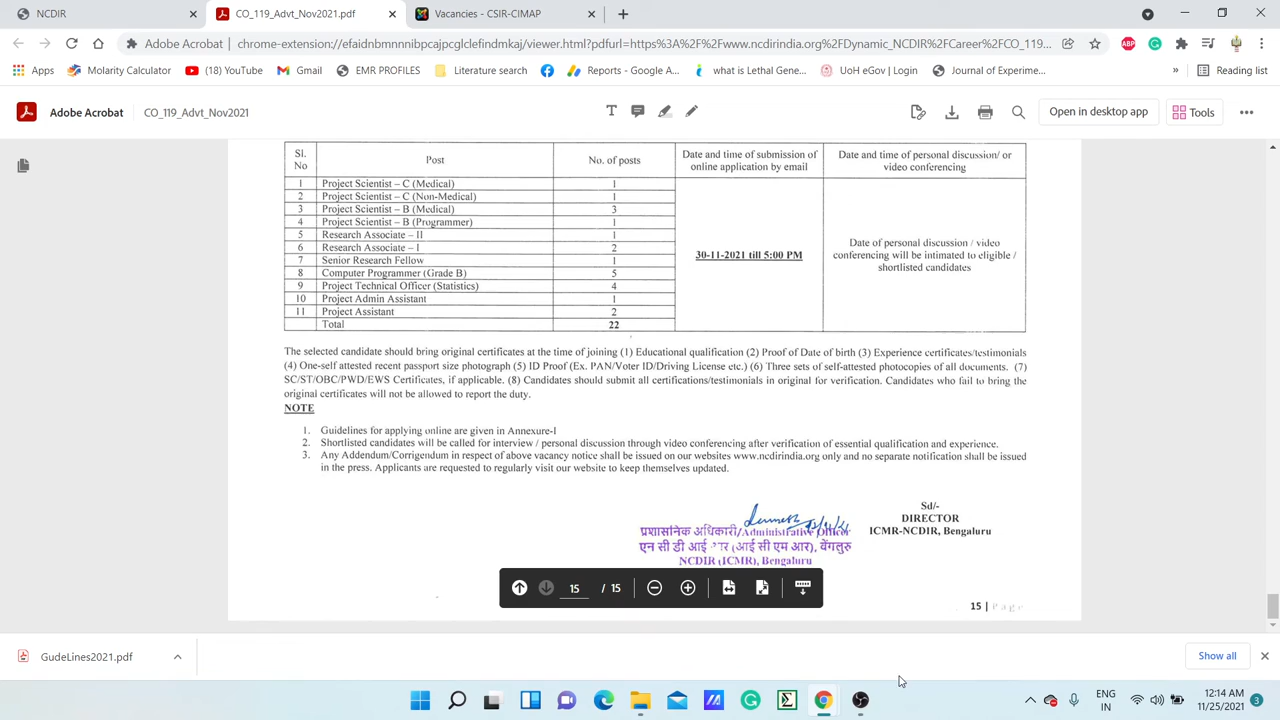 NCDIR
CO_119_Advt_Nov2021.pdf
Vacancies - CSIR-CIMAP
Adobe Acrobat
chrome-extension://efaidnbmnnnibpcajpcglclefindmkaj/viewer.html?pdfurl=https%3A%2F%2Fwww.ncdirindia.org%2FDynamic_NCDIR%2FCareer%2FCO_119...
ABP
Apps
Molarity Calculator
(18) YouTube
Gmail
EMR PROFILES
Literature search
Reports - Google A...
what is Lethal Gene...
UoH eGov | Login
Journal of Experime...
»
Reading list
Adobe Acrobat
CO_119_Advt_Nov2021
Open in desktop app
Tools
Sl. No Post No. of posts Date and time of submission of online application by email Date and time of personal discussion/ or video conferencing
1 Project Scientist – C (Medical) 1
2 Project Scientist – C (Non-Medical) 1
3 Project Scientist – B (Medical) 3
4 Project Scientist – B (Programmer) 1
5 Research Associate – II 1
6 Research Associate – I 2
7 Senior Research Fellow 1
8 Computer Programmer (Grade B) 5
9 Project Technical Officer (Statistics) 4
10 Project Admin Assistant 1
11 Project Assistant 2
Total 22
30-11-2021 till 5:00 PM
Date of personal discussion / video
conferencing will be intimated to eligible /
shortlisted candidates
The selected candidate should bring original certificates at the time of joining (1) Educational qualification (2) Proof of Date of birth (3) Experience certificates/testimonials
(4) One-self attested recent passport size photograph (5) ID Proof (Ex. PAN/Voter ID/Driving License etc.) (6) Three sets of self-attested photocopies of all documents. (7)
SC/ST/OBC/PWD/EWS Certificates, if applicable. (8) Candidates should submit all certifications/testimonials in original for verification. Candidates who fail to bring the
original certificates will not be allowed to report the duty.
NOTE
1. Guidelines for applying online are given in Annexure-I
2. Shortlisted candidates will be called for interview / personal discussion through video conferencing after verification of essential qualification and experience.
3. Any Addendum/Corrigendum in respect of above vacancy notice shall be issued on our websites www.ncdirindia.org only and no separate notification shall be issued
in the press. Applicants are requested to regularly visit our website to keep themselves updated.
Sd/-
DIRECTOR
ICMR-NCDIR, Bengaluru
प्रशासनिक अधिकारी/Administrative Officer
एन सी डी आई आर (आई सी एम आर), बेंगलुरु
NCDIR (ICMR), Bengaluru
15 / 15
15 | Page
GudeLines2021.pdf
Show all
ENG
IN
12:14 AM
11/25/2021
3